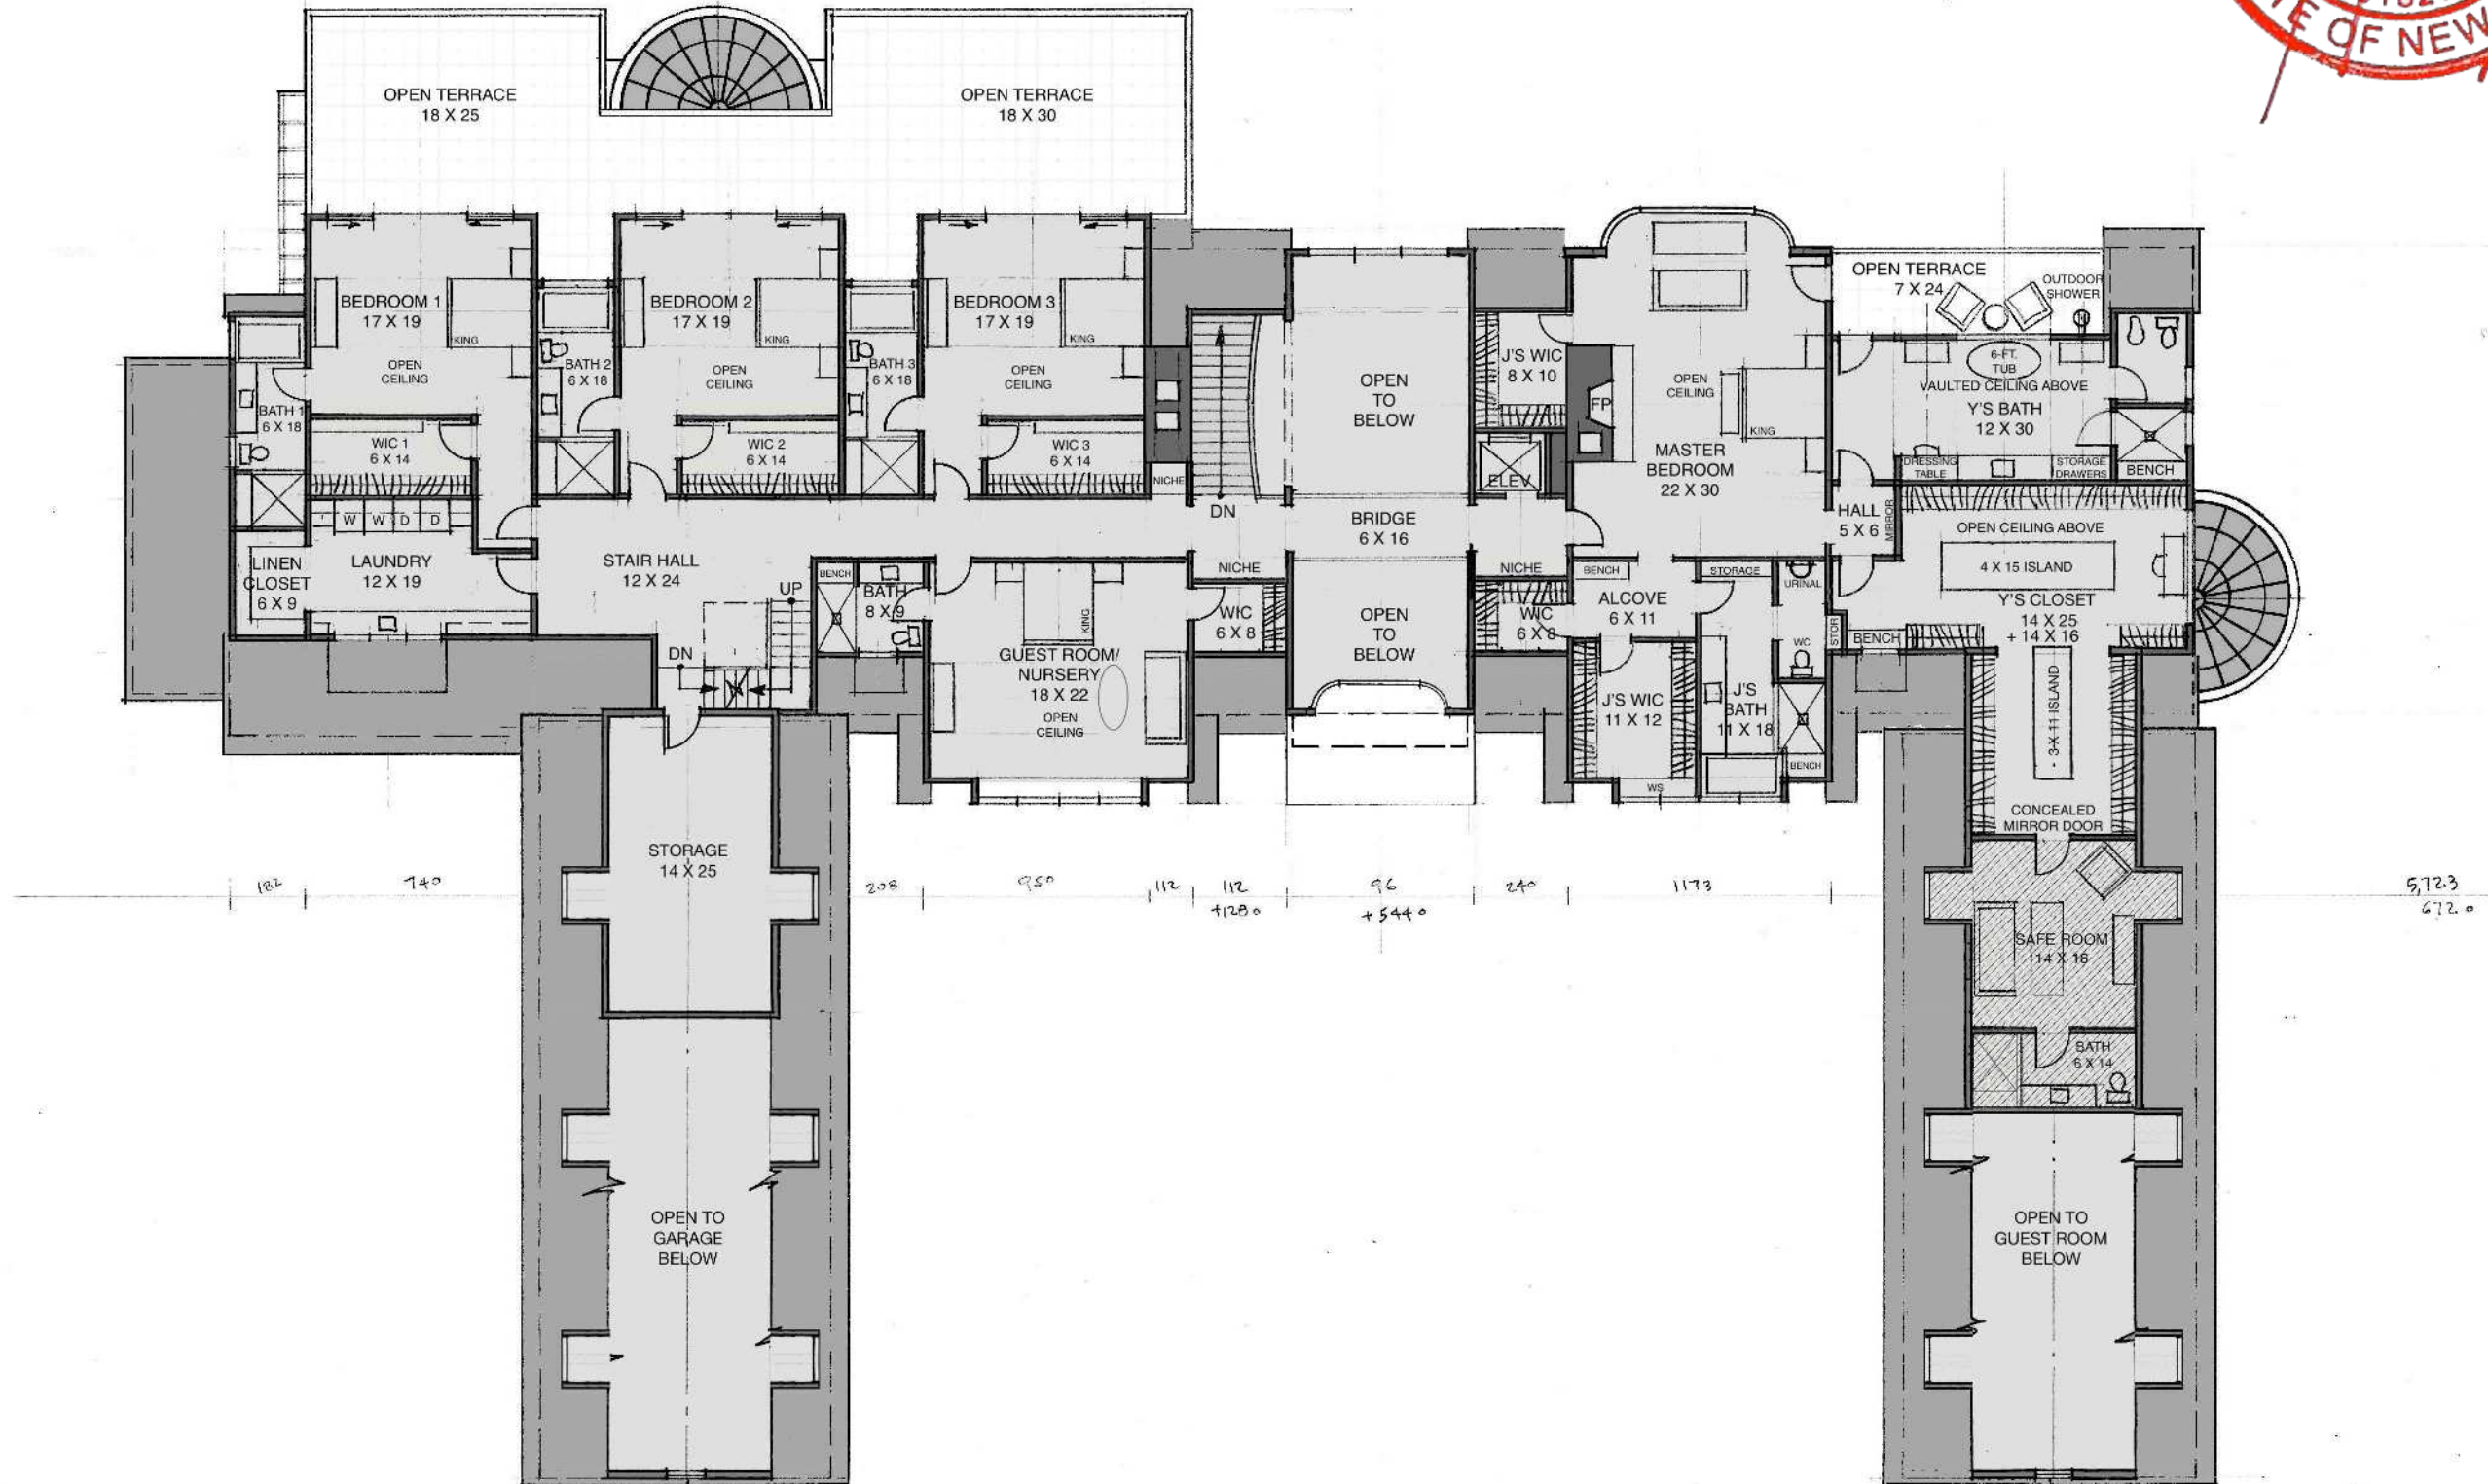 OF NEW
OPEN TERRACE
18 X 25
OPEN TERRACE
18 X 30
BEDROOM 1
17 X 19
KING
OPEN
CEILING
BATH 1
6 X 18
WIC 1
6 X 14
BEDROOM 2
17 X 19
KING
OPEN
CEILING
BATH 2
6 X 18
WIC 2
6 X 14
BEDROOM 3
17 X 19
KING
OPEN
CEILING
BATH 3
6 X 18
WIC 3
6 X 14
NICHE
DN
OPEN
TO
BELOW
J'S WIC
8 X 10
ELEV
FP
OPEN
CEILING
KING
MASTER
BEDROOM
22 X 30
OPEN TERRACE
7 X 24
OUTDOOR
SHOWER
6-FT.
TUB
VAULTED CEILING ABOVE
Y'S BATH
12 X 30
DRESSING
TABLE
STORAGE
DRAWERS
BENCH
W W D D
LINEN
CLOSET
6 X 9
LAUNDRY
12 X 19
STAIR HALL
12 X 24
UP
DN
BENCH
BATH
8 X 9
KING
GUEST ROOM/
NURSERY
18 X 22
OPEN
CEILING
NICHE
WIC
6 X 8
BRIDGE
6 X 16
OPEN
TO
BELOW
NICHE
WIC
6 X 8
BENCH
ALCOVE
6 X 11
STORAGE
URINAL
WC
J'S WIC
11 X 12
WS
J'S
BATH
11 X 18
BENCH
HALL
5 X 6
MIRROR
STOR
BENCH
OPEN CEILING ABOVE
4 X 15 ISLAND
Y'S CLOSET
14 X 25
+ 14 X 16
3 X 11 ISLAND
CONCEALED
MIRROR DOOR
STORAGE
14 X 25
182 740 208 950 112 112 96 240 1173 5,723
+1280 +5440 672.0
SAFE ROOM
14 X 16
BATH
6 X 14
OPEN TO
GARAGE
BELOW
OPEN TO
GUEST ROOM
BELOW